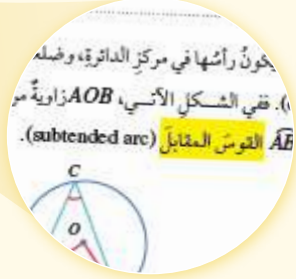 يكونُ رأسُها في مركزِ الدائرةِ، وضلعا
). ففي الشكلِ الآتي، AOB زاويةٌ مر
AB القوسَ المقابلَ (subtended arc).
C
O